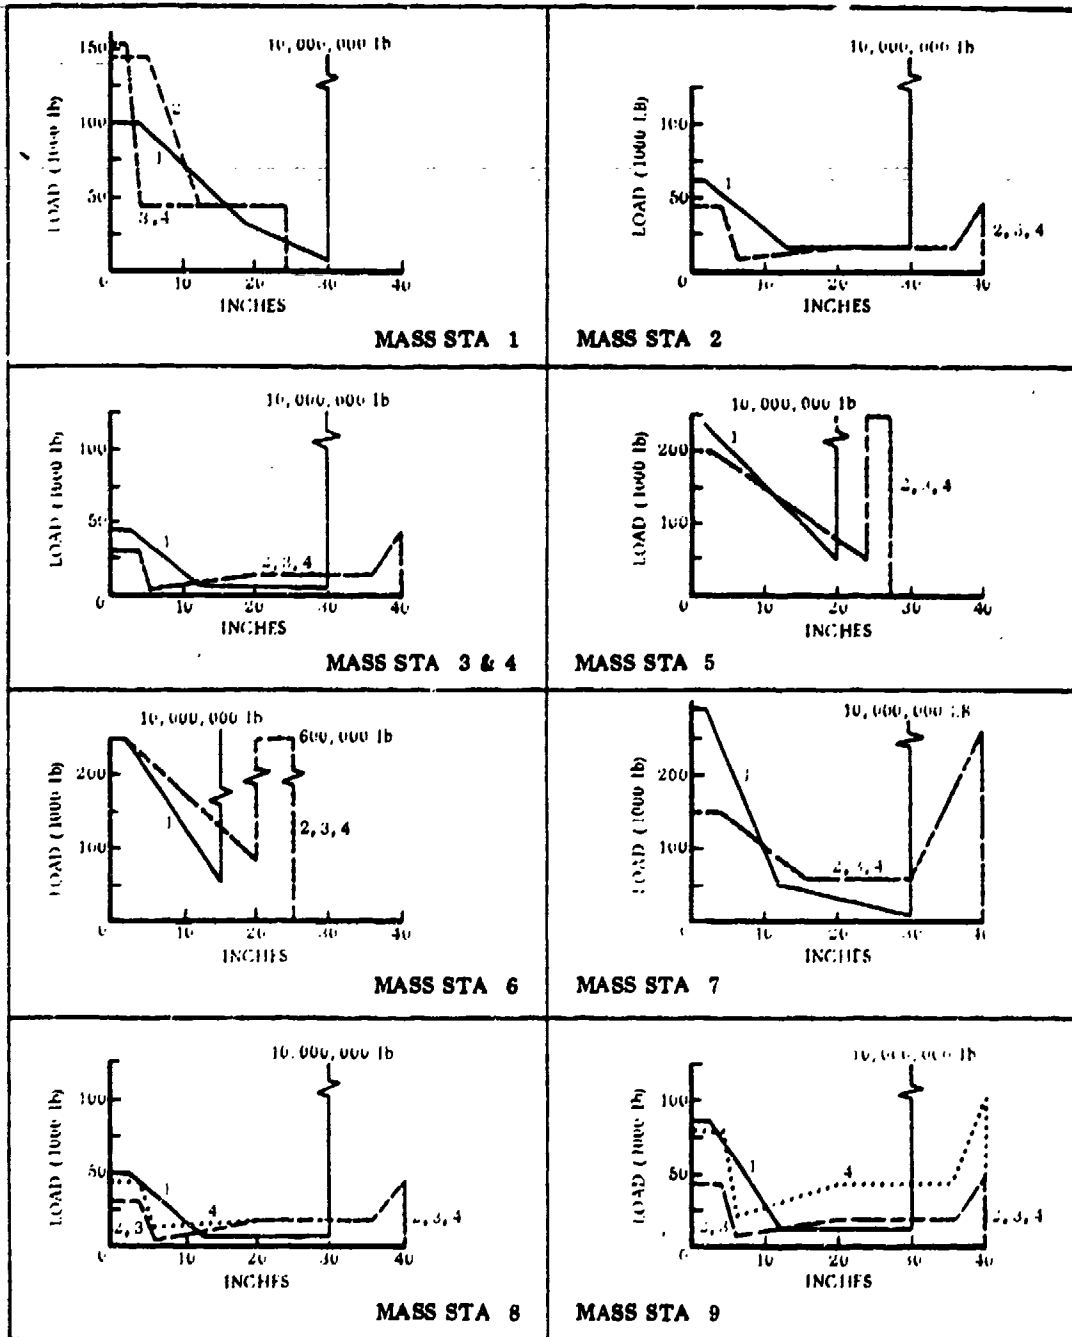 10,000,000 lb
150
100
50
0
LOAD (1000 lb)
2
1
3,4
10 20 30 40
INCHES
MASS STA 1
10,000,000 lb
100
50
0
LOAD (1000 LB)
1
2,3,4
10 20 30 40
INCHES
MASS STA 2
10,000,000 lb
100
50
0
LOAD (1000 lb)
1
2,3,4
10 20 30 40
INCHES
MASS STA 3 & 4
10,000,000 lb
200
100
0
LOAD (1000 lb)
1
2,3,4
10 20 30 40
INCHES
MASS STA 5
10,000,000 lb
600,000 lb
200
100
0
LOAD (1000 lb)
1
2,3,4
10 20 30 40
INCHES
MASS STA 6
10,000,000 LB
200
100
LOAD (1000 lb)
1
2,3,4
10 20 30 40
INCHES
MASS STA 7
10,000,000 lb
100
50
0
LOAD (1000 lb)
1
4
2,3
2,3,4
10 20 30 40
INCHES
MASS STA 8
10,000,000 lb
100
50
0
LOAD (1000 lb)
1
4
2,3
2,3,4
10 20 30 40
INCHES
MASS STA 9